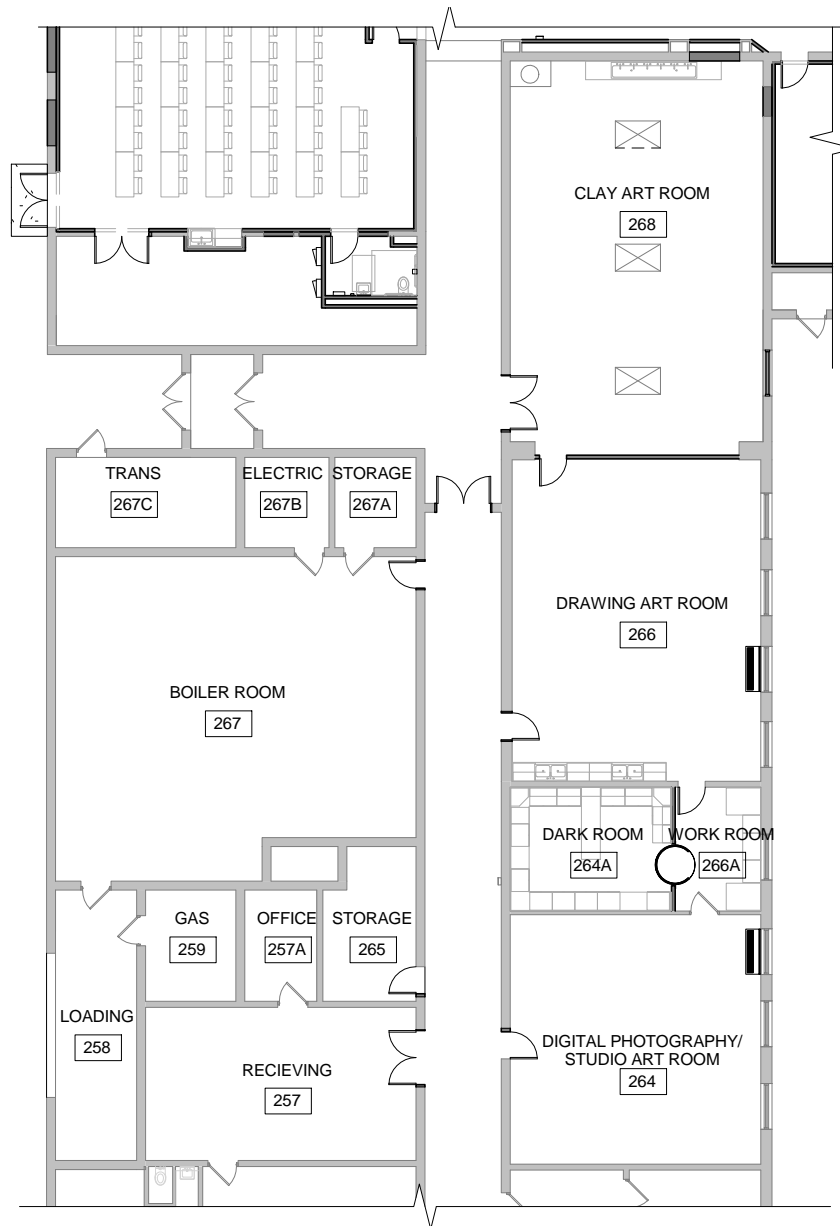 CLAY ART ROOM
268
TRANS
267C
ELECTRIC
267B
STORAGE
267A
DRAWING ART ROOM
266
BOILER ROOM
267
DARK ROOM
264A
WORK ROOM
266A
GAS
259
OFFICE
257A
STORAGE
265
LOADING
258
RECIEVING
257
DIGITAL PHOTOGRAPHY/
STUDIO ART ROOM
264